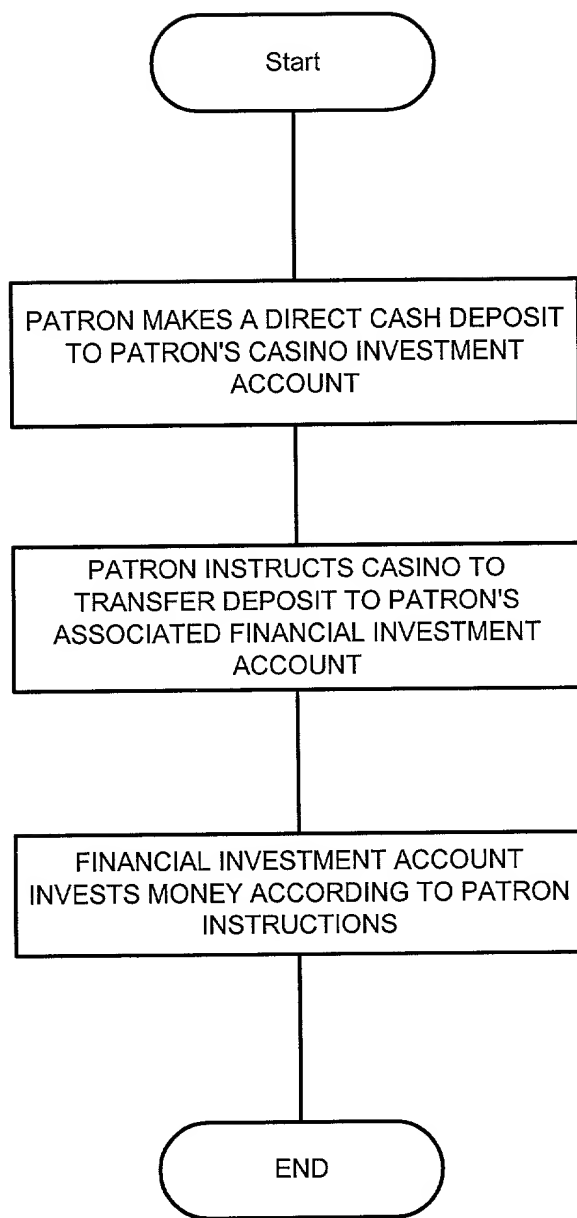 Start
PATRON MAKES A DIRECT CASH DEPOSIT
TO PATRON'S CASINO INVESTMENT
ACCOUNT
PATRON INSTRUCTS CASINO TO
TRANSFER DEPOSIT TO PATRON'S
ASSOCIATED FINANCIAL INVESTMENT
ACCOUNT
FINANCIAL INVESTMENT ACCOUNT
INVESTS MONEY ACCORDING TO PATRON
INSTRUCTIONS
END